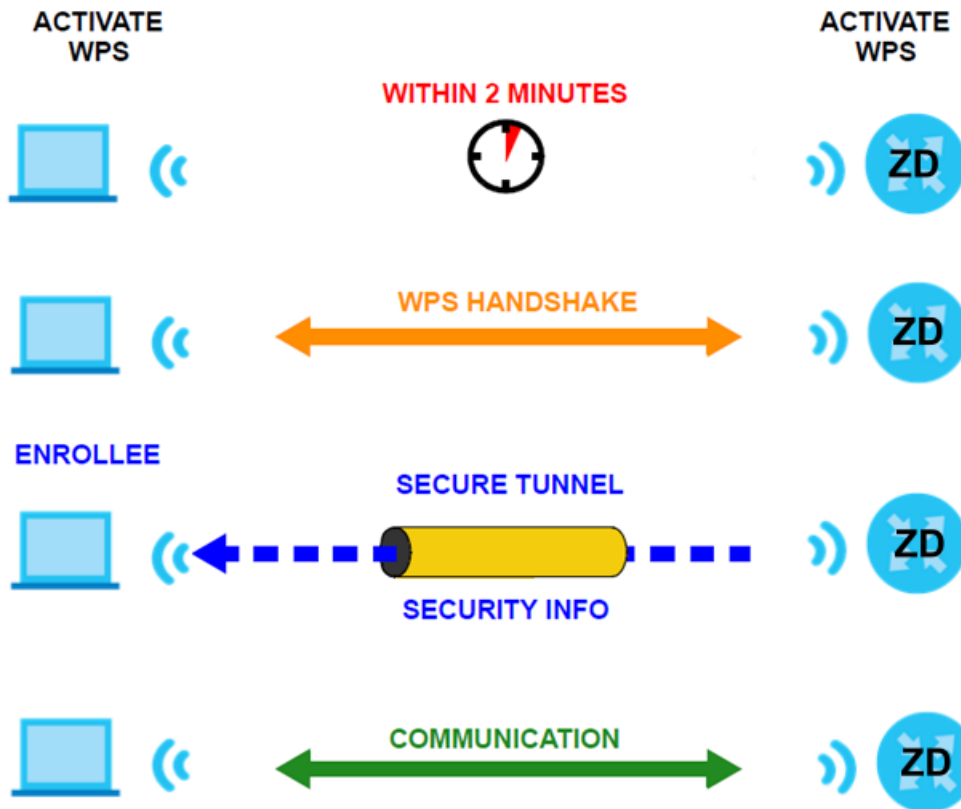 ACTIVATE
WPS
ACTIVATE
WPS
WITHIN 2 MINUTES
ZD
WPS HANDSHAKE
ZD
ENROLLEE
SECURE TUNNEL
ZD
SECURITY INFO
COMMUNICATION
ZD